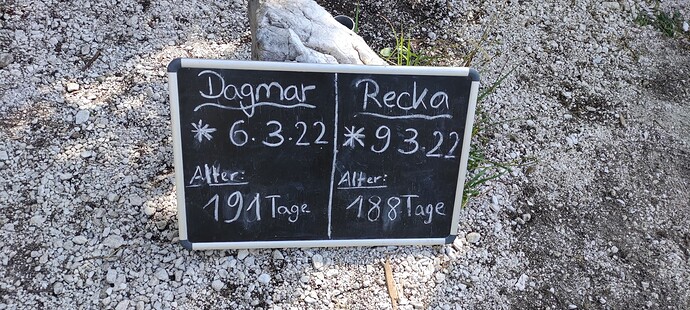 Dagmar
* 6.3.22
Alter:
191 Tage
Recka
* 9 3.22
Alter:
188 Tage